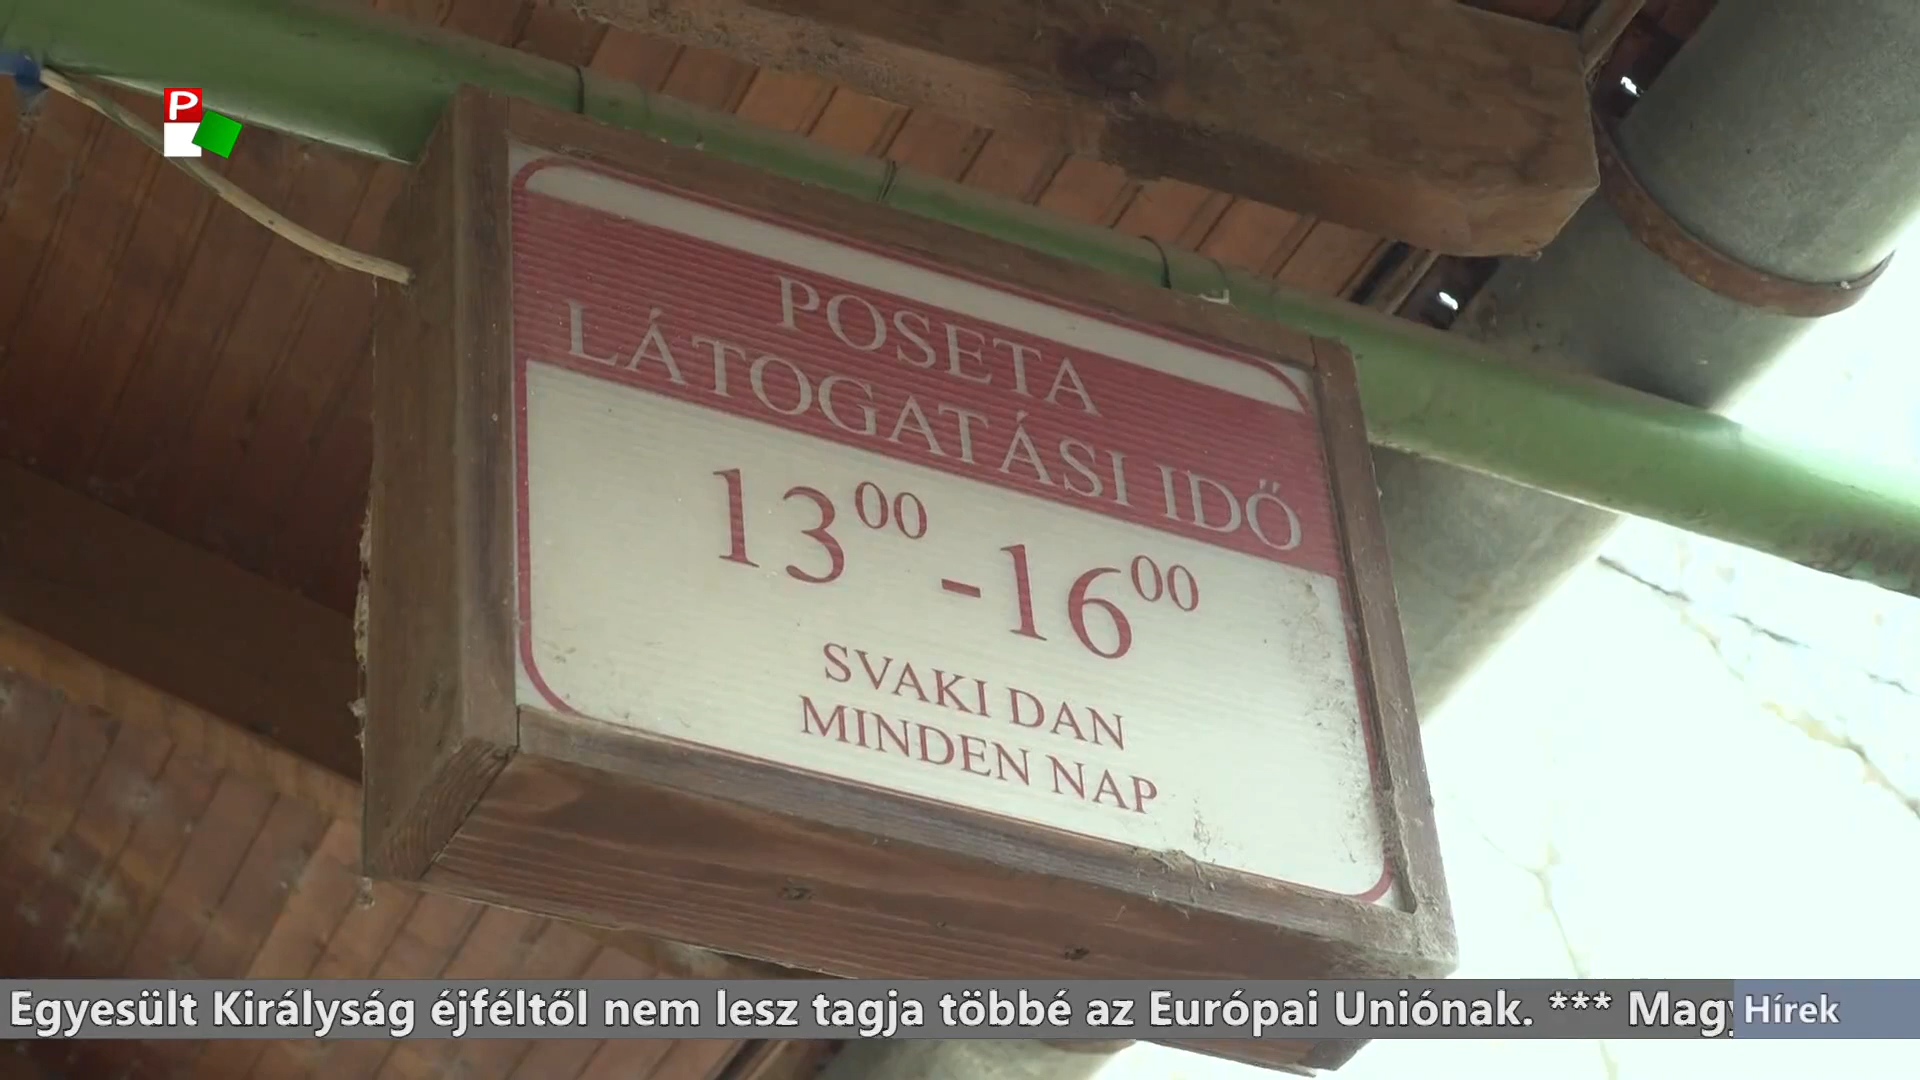 P
POSETA
LÁTOGATÁSI IDŐ
13⁰⁰-16⁰⁰
SVAKI DAN
MINDEN NAP
Egyesült Királyság éjféltől nem lesz tagja többé az Európai Uniónak. *** Magy
Hírek